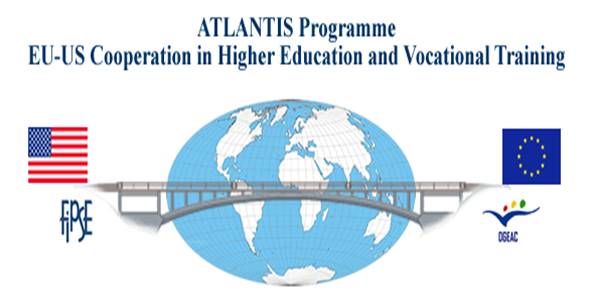 ATLANTIS Programme
EU-US Cooperation in Higher Education and Vocational Training
FIPSE
DGEAC